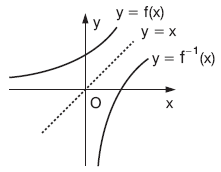 y = f(x)
y
y = x
y = f⁻¹(x)
O
x